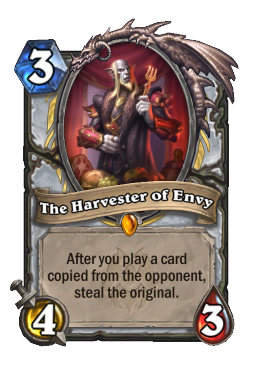 3
The Harvester of Envy
After you play a card
copied from the opponent,
steal the original.
4
3